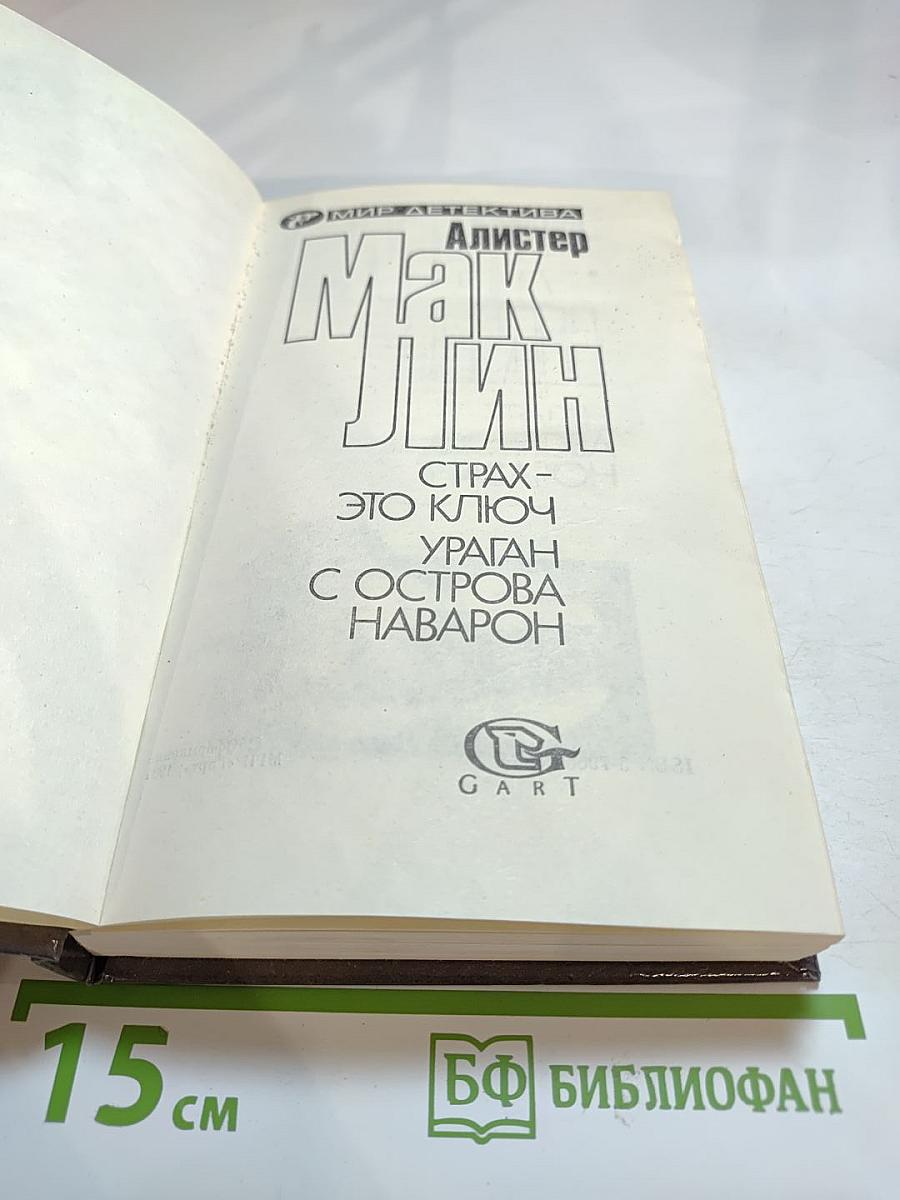 МИР ДЕТЕКТИВА
Алистер
Мак
Лин
СТРАХ-
ЭТО КЛЮЧ
УРАГАН
С ОСТРОВА
НАВАРОН
GART
15 см
БФ БИБЛИОФАН